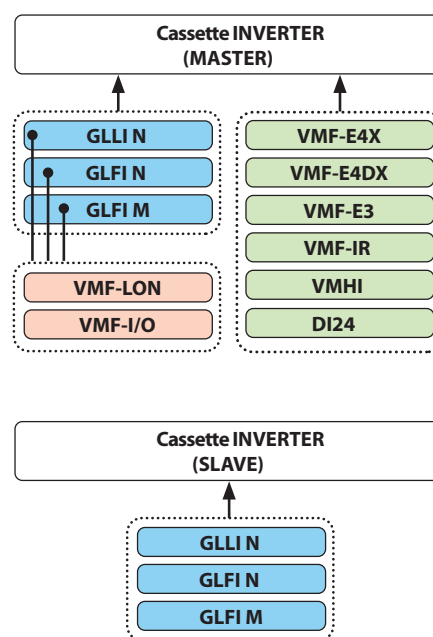 Cassette INVERTER
(MASTER)
GLLI N
GLFI N
GLFI M
VMF-LON
VMF-I/O
VMF-E4X
VMF-E4DX
VMF-E3
VMF-IR
VMHI
DI24
Cassette INVERTER
(SLAVE)
GLLI N
GLFI N
GLFI M